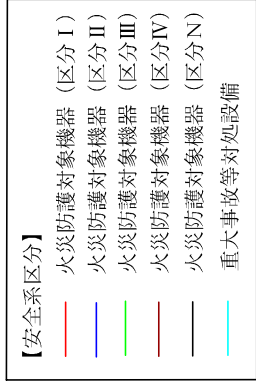 【安全系区分】
火災防護対象機器(区分Ⅰ)
火災防護対象機器(区分Ⅱ)
火災防護対象機器(区分Ⅲ)
火災防護対象機器(区分Ⅳ)
火災防護対象機器(区分N)
重大事故等対処設備